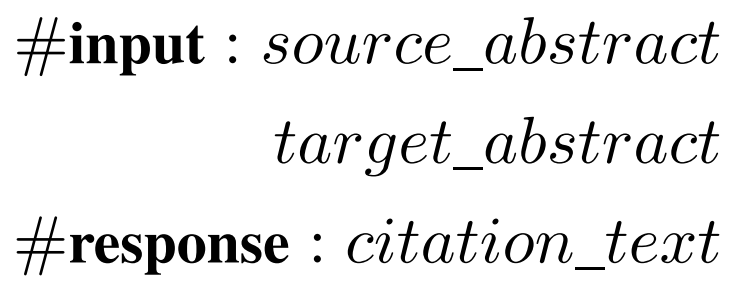 #input : source_abstract
target_abstract
#response : citation_text